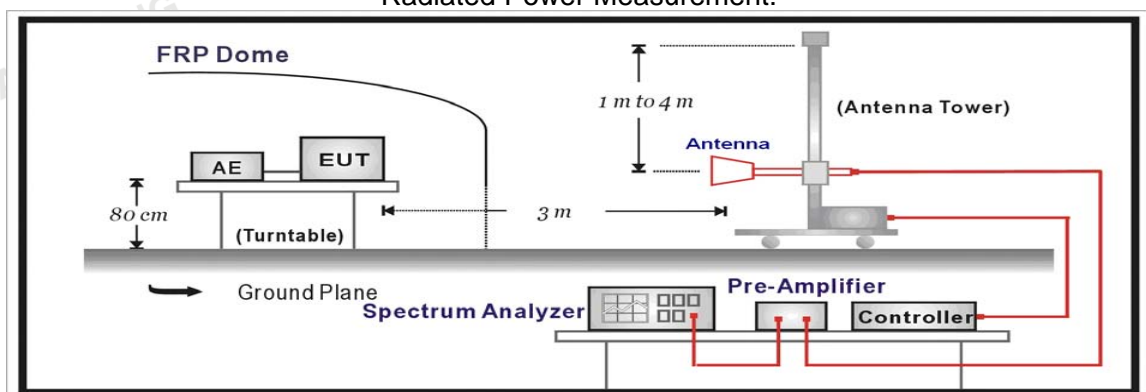 Radiated Power Measurement:
FRP Dome
1 m to 4 m
(Antenna Tower)
Antenna
AE
EUT
80 cm
3 m
(Turntable)
Ground Plane
Spectrum Analyzer
Pre-Amplifier
Controller